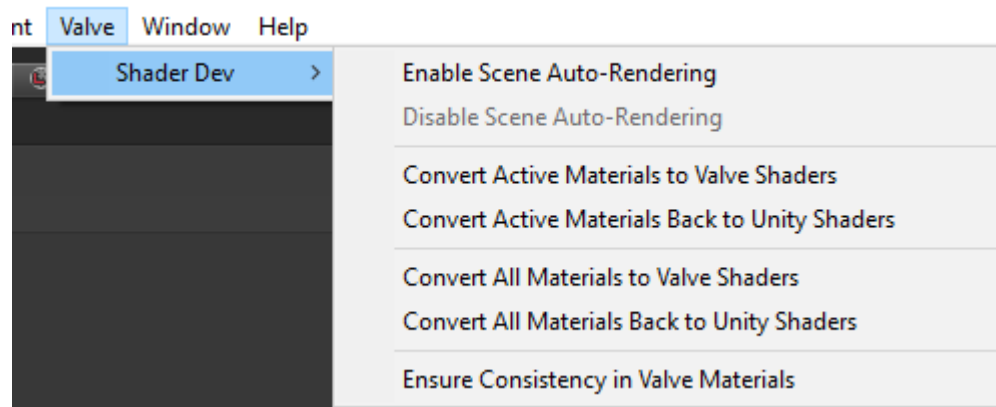 nt Valve Window Help
Shader Dev >
Enable Scene Auto-Rendering
Disable Scene Auto-Rendering
Convert Active Materials to Valve Shaders
Convert Active Materials Back to Unity Shaders
Convert All Materials to Valve Shaders
Convert All Materials Back to Unity Shaders
Ensure Consistency in Valve Materials